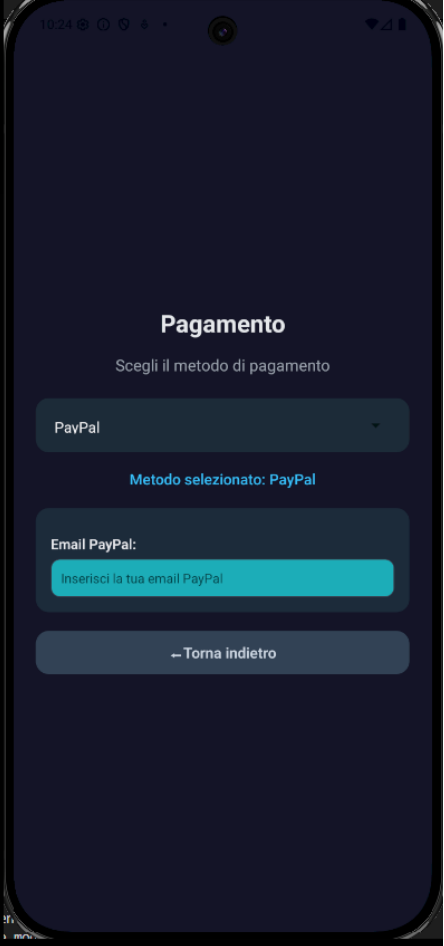 10:24
Pagamento
Scegli il metodo di pagamento
PayPal
Metodo selezionato: PayPal
Email PayPal:
Inserisci la tua email PayPal
←Torna indietro